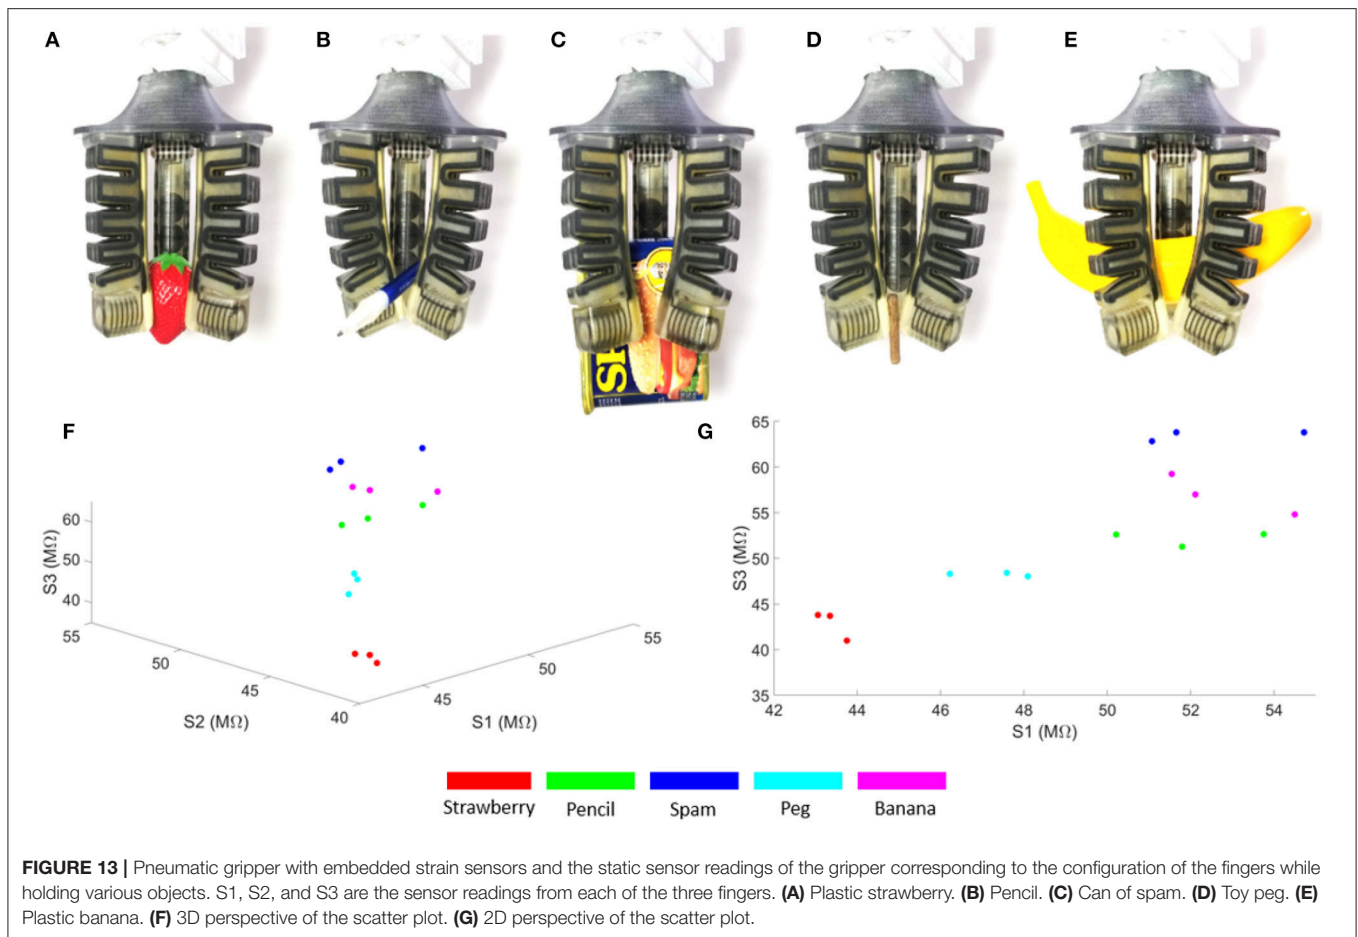 A
B
C
D
E
SP
F
G
60
50
40
S3 (MΩ)
55
50
45
40
S2 (MΩ)
45
50
55
S1 (MΩ)
65
60
55
50
45
40
35
S3 (MΩ)
42
44
46
48
50
52
54
S1 (MΩ)
Strawberry
Pencil
Spam
Peg
Banana
FIGURE 13 | Pneumatic gripper with embedded strain sensors and the static sensor readings of the gripper corresponding to the configuration of the fingers while
holding various objects. S1, S2, and S3 are the sensor readings from each of the three fingers. (A) Plastic strawberry. (B) Pencil. (C) Can of spam. (D) Toy peg. (E)
Plastic banana. (F) 3D perspective of the scatter plot. (G) 2D perspective of the scatter plot.